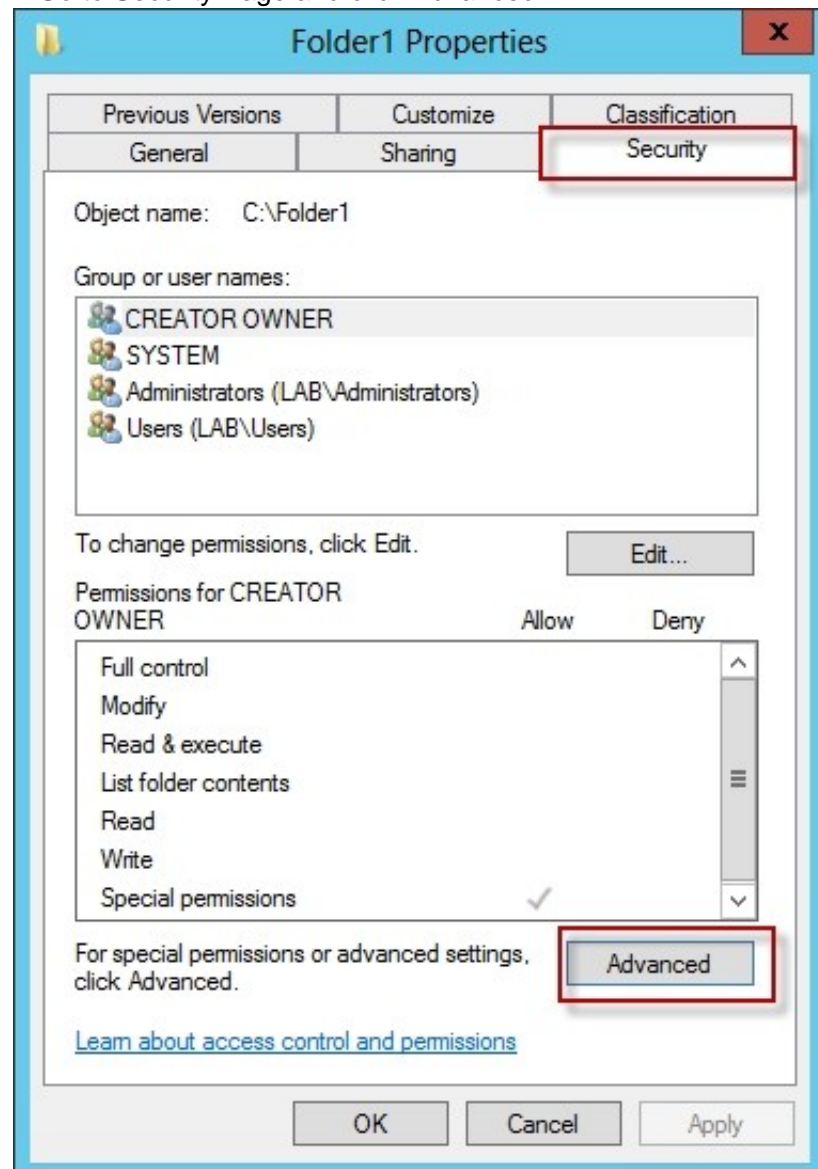 Folder1 Properties
x
Previous Versions Customize Classification
General Sharing Security
Object name: C:\Folder1
Group or user names:
CREATOR OWNER
SYSTEM
Administrators (LAB\Administrators)
Users (LAB\Users)
To change permissions, click Edit.
Edit...
Permissions for CREATOR
OWNER Allow Deny
Full control
Modify
Read & execute
List folder contents
Read
Write
Special permissions
For special permissions or advanced settings,
click Advanced.
Advanced
Learn about access control and permissions
OK Cancel Apply